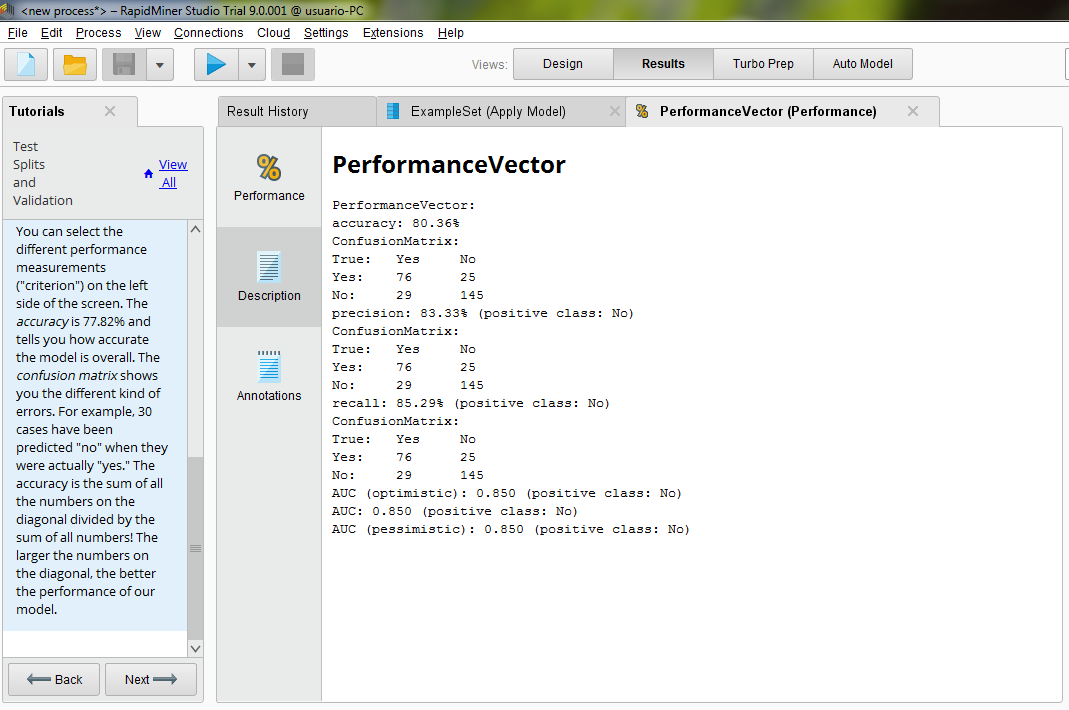 <new process*> – RapidMiner Studio Trial 9.0.001 @ usuario-PC
File Edit Process View Connections Cloud Settings Extensions Help
Views: Design Results Turbo Prep Auto Model
Tutorials
Test
Splits
and
Validation
View
All
You can select the
different performance
measurements
("criterion") on the left
side of the screen. The
accuracy is 77.82% and
tells you how accurate
the model is overall. The
confusion matrix shows
you the different kind of
errors. For example, 30
cases have been
predicted "no" when they
were actually "yes." The
accuracy is the sum of all
the numbers on the
diagonal divided by the
sum of all numbers! The
larger the numbers on
the diagonal, the better
the performance of our
model.
Back Next
Result History ExampleSet (Apply Model) PerformanceVector (Performance)
%
Performance
Description
Annotations
PerformanceVector
PerformanceVector:
accuracy: 80.36%
ConfusionMatrix:
True: Yes No
Yes: 76 25
No: 29 145
precision: 83.33% (positive class: No)
ConfusionMatrix:
True: Yes No
Yes: 76 25
No: 29 145
recall: 85.29% (positive class: No)
ConfusionMatrix:
True: Yes No
Yes: 76 25
No: 29 145
AUC (optimistic): 0.850 (positive class: No)
AUC: 0.850 (positive class: No)
AUC (pessimistic): 0.850 (positive class: No)